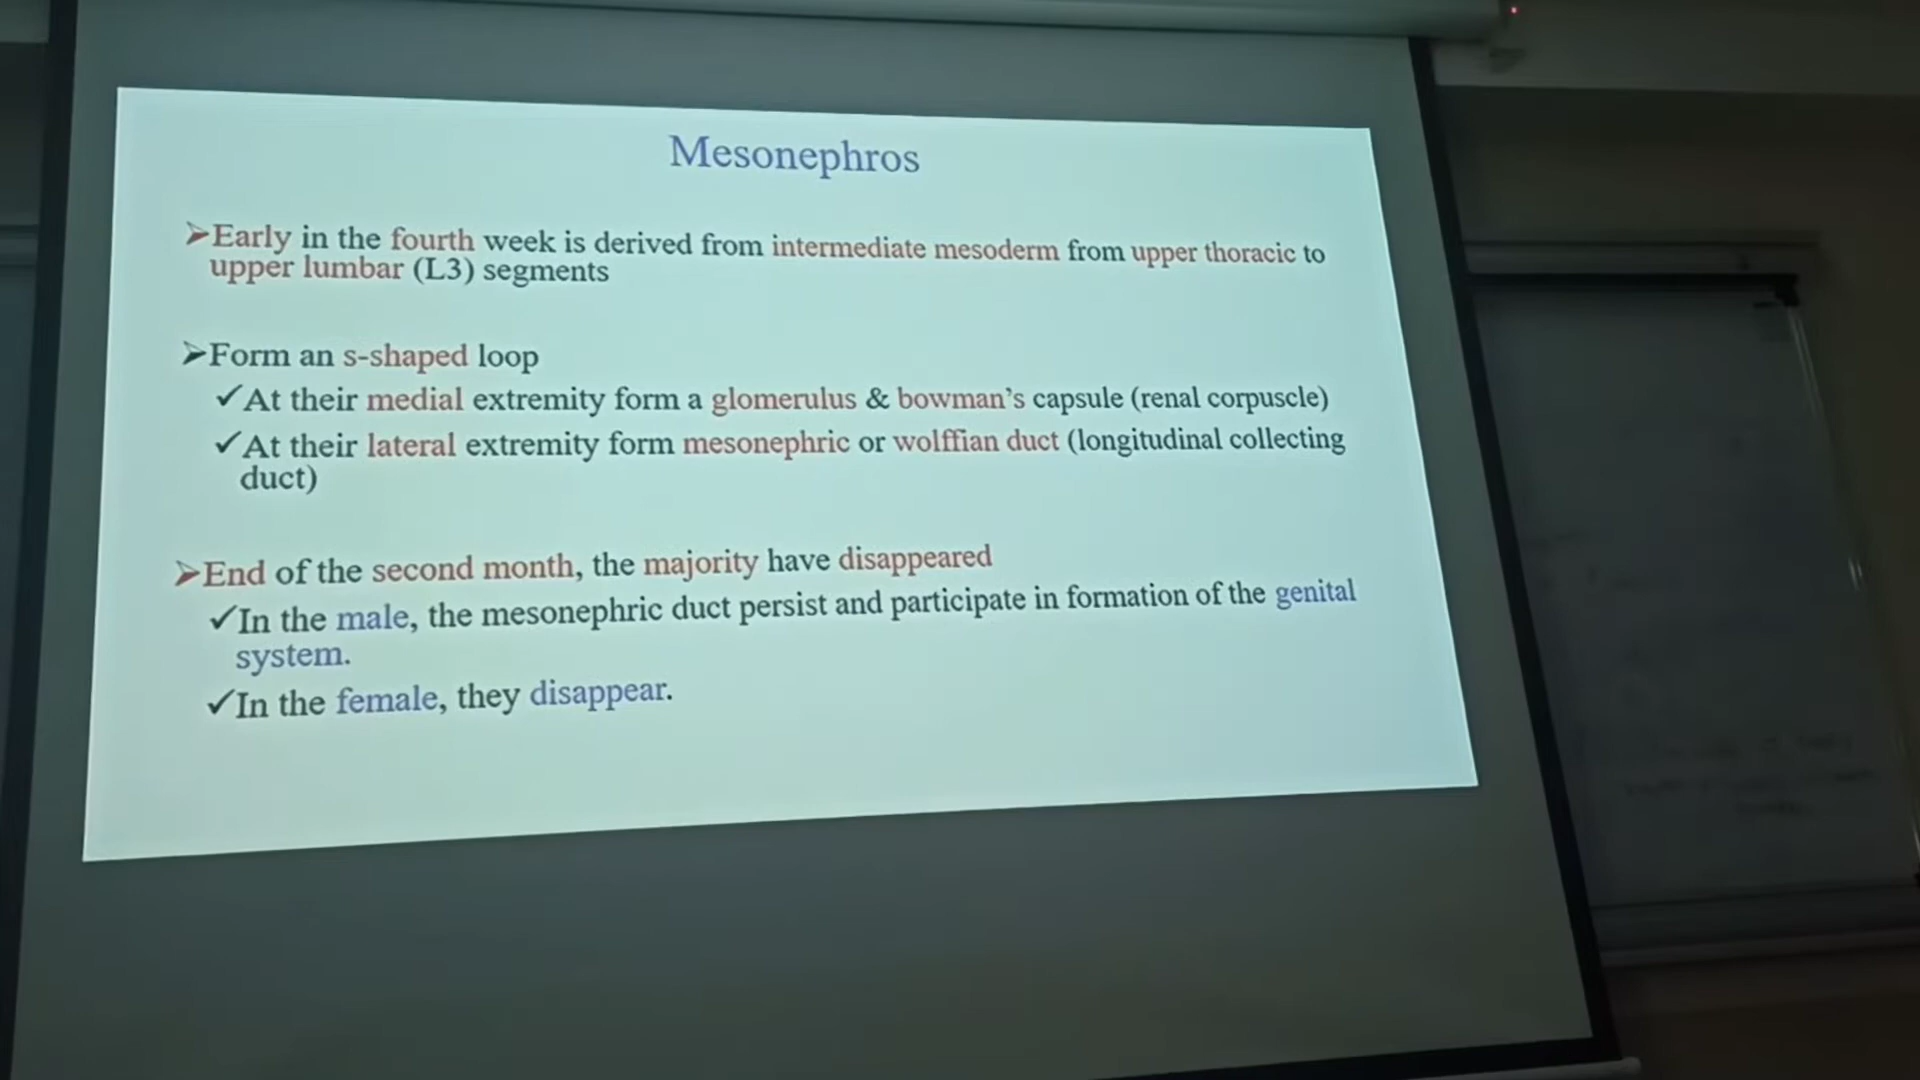 Mesonephros
➢Early in the fourth week is derived from intermediate mesoderm from upper thoracic to
upper lumbar (L3) segments
➢Form an s-shaped loop
✓At their medial extremity form a glomerulus & bowman's capsule (renal corpuscle)
✓At their lateral extremity form mesonephric or wolffian duct (longitudinal collecting
duct)
➢End of the second month, the majority have disappeared
✓In the male, the mesonephric duct persist and participate in formation of the genital
system.
✓In the female, they disappear.